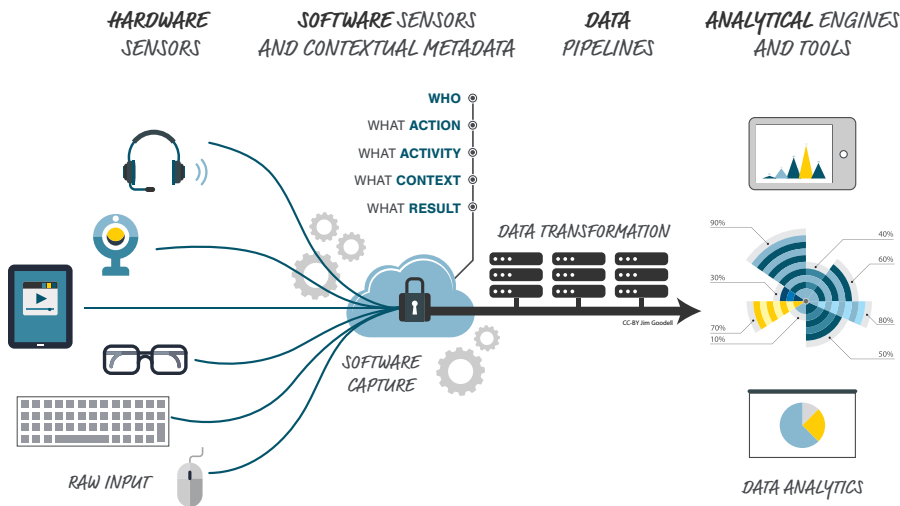 HARDWARE
SENSORS
SOFTWARE SENSORS
AND CONTEXTUAL METADATA
DATA
PIPELINES
ANALYTICAL ENGINES
AND TOOLS
WHO
WHAT ACTION
WHAT ACTIVITY
WHAT CONTEXT
WHAT RESULT
DATA TRANSFORMATION
CC-BY Jim Goodell
SOFTWARE
CAPTURE
RAW INPUT
90%
40%
60%
30%
80%
70%
10%
50%
DATA ANALYTICS